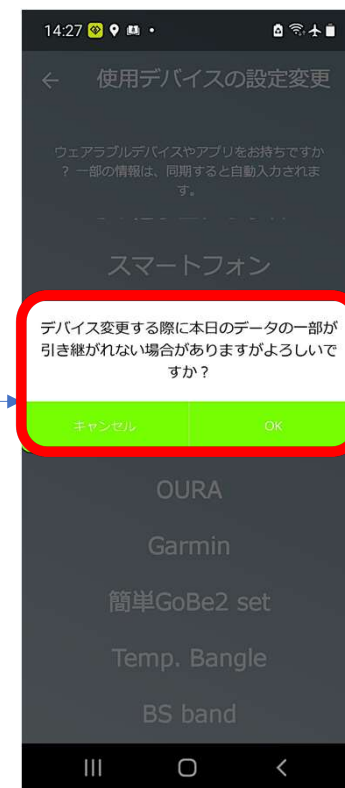 14:27
使用デバイスの設定変更
ウェアラブルデバイスやアプリをお持ちですか
? 一部の情報は、同期すると自動入力されま
す。
スマートフォン
デバイス変更する際に本日のデータの一部が
引き継がれない場合がありますがよろしいで
すか？
キャンセル OK
OURA
Garmin
簡単GoBe2 set
Temp. Bangle
BS band